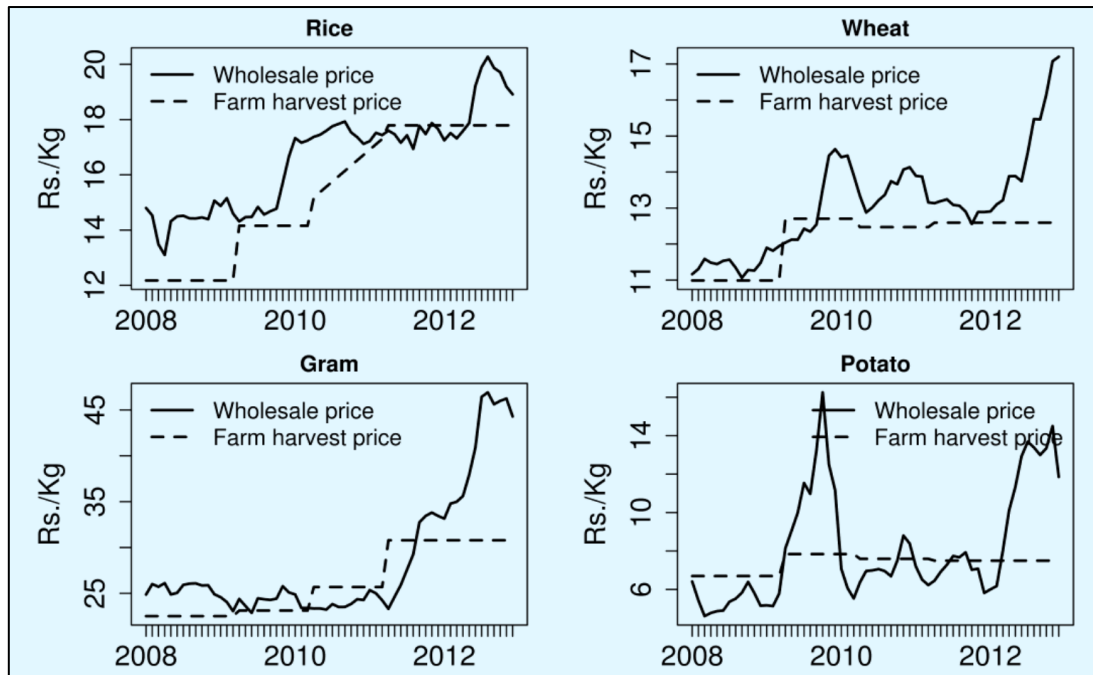 Rice
Rs./Kg
20
18
16
14
12
Wholesale price
Farm harvest price
2008 2010 2012
Wheat
Rs./Kg
17
15
13
11
Wholesale price
Farm harvest price
2008 2010 2012
Gram
Rs./Kg
45
35
25
Wholesale price
Farm harvest price
2008 2010 2012
Potato
Rs./Kg
14
10
6
Wholesale price
Farm harvest price
2008 2010 2012